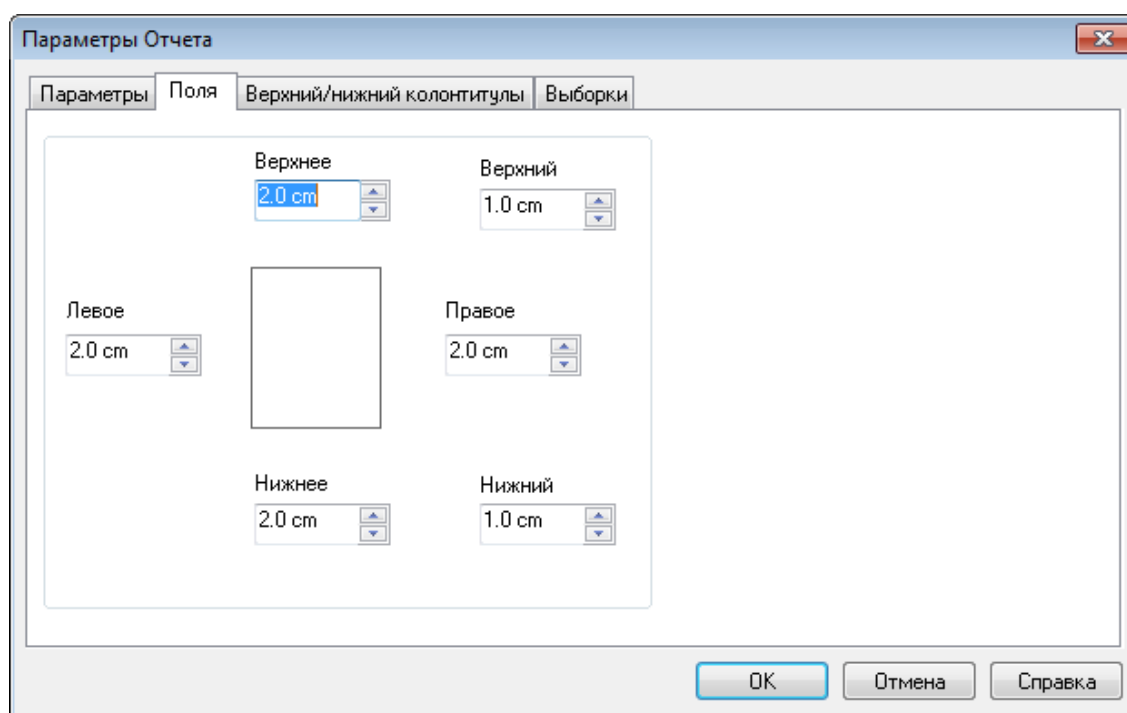 Параметры Отчета
Параметры Поля Верхний/нижний колонтитулы Выборки
Верхнее Верхний
2.0 cm 1.0 cm
Левое Правое
2.0 cm 2.0 cm
Нижнее Нижний
2.0 cm 1.0 cm
OK Отмена Справка